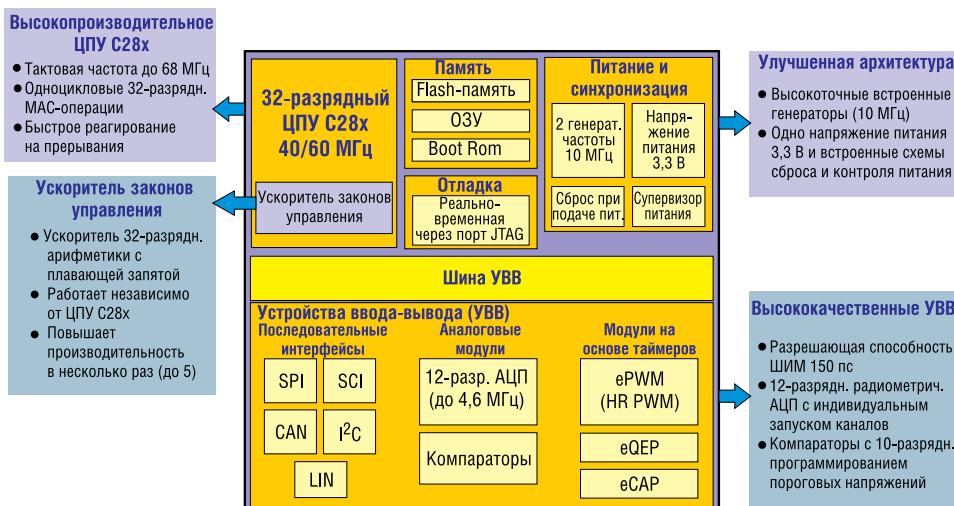 Высокопроизводительное
ЦПУ C28x
● Тактовая частота до 68 МГц
● Одноцикловые 32-разрядн.
MAC-операции
● Быстрое реагирование
на прерывания
Ускоритель законов
управления
● Ускоритель 32-разрядн.
арифметики с
плавающей запятой
● Работает независимо
от ЦПУ C28x
● Повышает
производительность
в несколько раз (до 5)
32-разрядный
ЦПУ C28x
40/60 МГц
Ускоритель законов
управления
Память
Flash-память
ОЗУ
Boot Rom
Отладка
Реально-
временная
через порт JTAG
Питание и
синхронизация
2 генерат.
частоты
10 МГц
Напря-
жение
питания
3,3 В
Сброс при
подаче пит.
Супервизор
питания
Шина УВВ
Устройства ввода-вывода (УВВ)
Последовательные
интерфейсы
SPI
SCI
CAN
I²C
LIN
Аналоговые
модули
12-разр. АЦП
(до 4,6 МГц)
Компараторы
Модули на
основе таймеров
ePWM
(HR PWM)
eQEP
eCAP
Улучшенная архитектура
● Высокоточные встроенные
генераторы (10 МГц)
● Одно напряжение питания
3,3 В и встроенные схемы
сброса и контроля питания
Высококачественные УВВ
● Разрешающая способность
ШИМ 150 пс
● 12-разрядн. радиометрич.
АЦП с индивидуальным
запуском каналов
● Компараторы с 10-разрядн.
программированием
пороговых напряжений